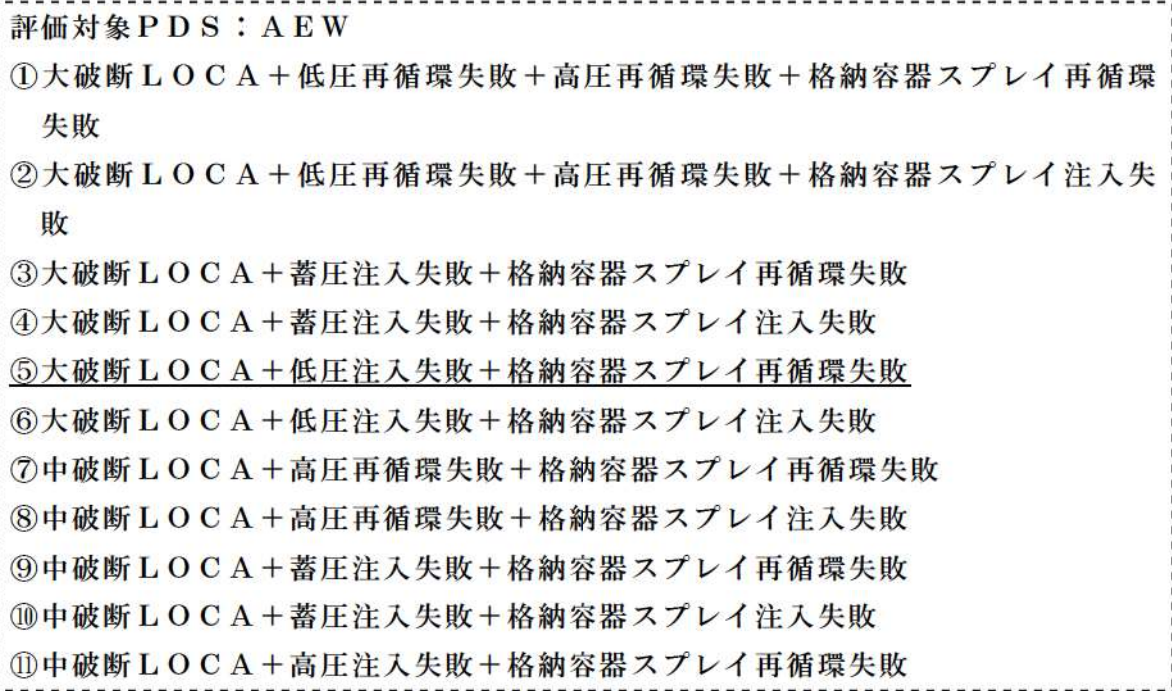 評価対象ＰＤＳ：ＡＥＷ
①大破断ＬＯＣＡ＋低圧再循環失敗＋高圧再循環失敗＋格納容器スプレイ再循環
失敗
②大破断ＬＯＣＡ＋低圧再循環失敗＋高圧再循環失敗＋格納容器スプレイ注入失
敗
③大破断ＬＯＣＡ＋蓄圧注入失敗＋格納容器スプレイ再循環失敗
④大破断ＬＯＣＡ＋蓄圧注入失敗＋格納容器スプレイ注入失敗
⑤大破断ＬＯＣＡ＋低圧注入失敗＋格納容器スプレイ再循環失敗
⑥大破断ＬＯＣＡ＋低圧注入失敗＋格納容器スプレイ注入失敗
⑦中破断ＬＯＣＡ＋高圧再循環失敗＋格納容器スプレイ再循環失敗
⑧中破断ＬＯＣＡ＋高圧再循環失敗＋格納容器スプレイ注入失敗
⑨中破断ＬＯＣＡ＋蓄圧注入失敗＋格納容器スプレイ再循環失敗
⑩中破断ＬＯＣＡ＋蓄圧注入失敗＋格納容器スプレイ注入失敗
⑪中破断ＬＯＣＡ＋高圧注入失敗＋格納容器スプレイ再循環失敗